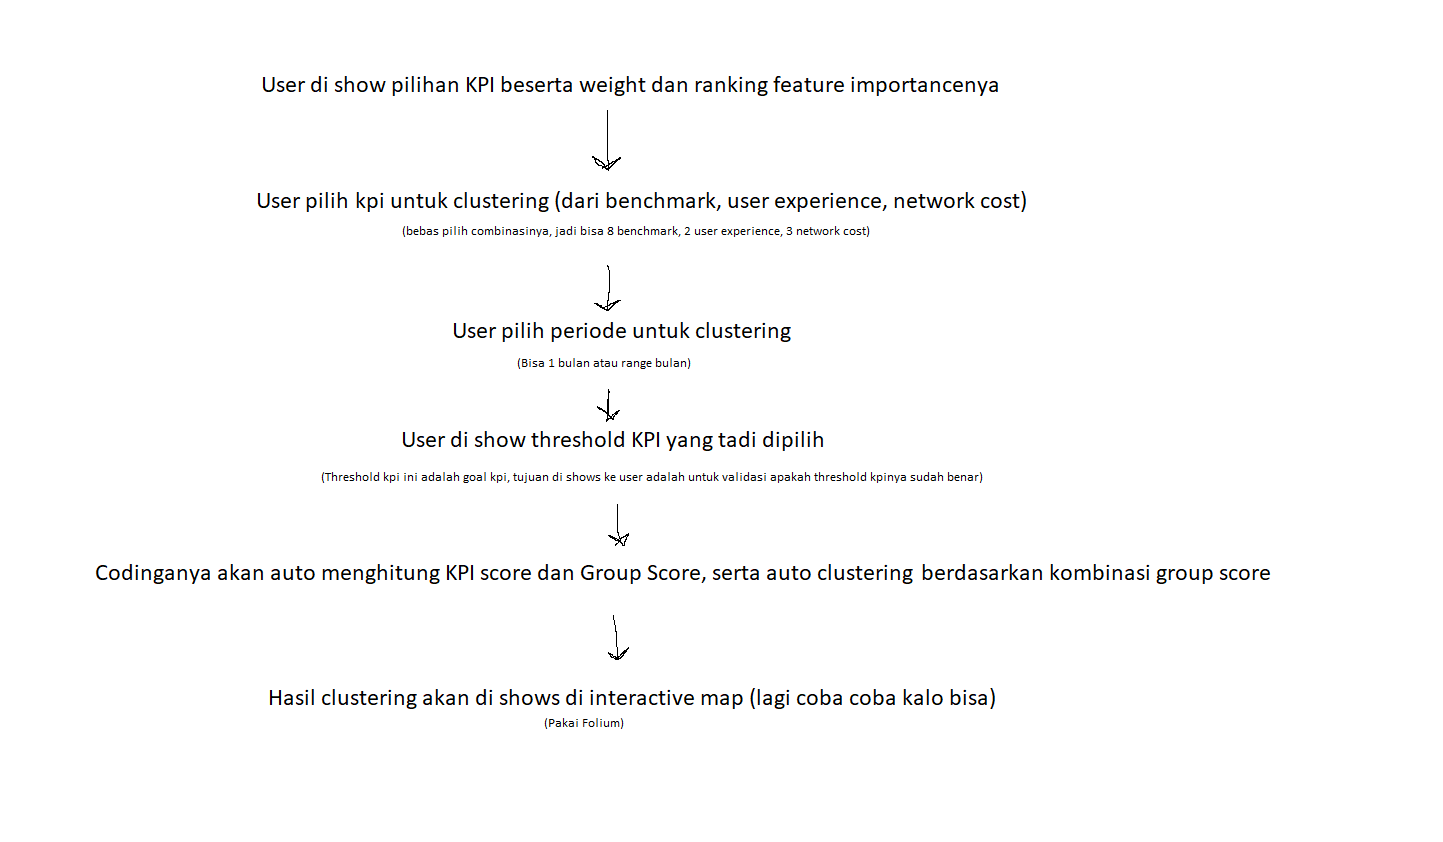 User di show pilihan KPI beserta weight dan ranking feature importancenya
User pilih kpi untuk clustering (dari benchmark, user experience, network cost)
(bebas pilih combinasinya, jadi bisa 8 benchmark, 2 user experience, 3 network cost)
User pilih periode untuk clustering
(Bisa 1 bulan atau range bulan)
User di show threshold KPI yang tadi dipilih
(Threshold kpi ini adalah goal kpi, tujuan di shows ke user adalah untuk validasi apakah threshold kpinya sudah benar)
Codinganya akan auto menghitung KPI score dan Group Score, serta auto clustering berdasarkan kombinasi group score
Hasil clustering akan di shows di interactive map (lagi coba coba kalo bisa)
(Pakai Folium)